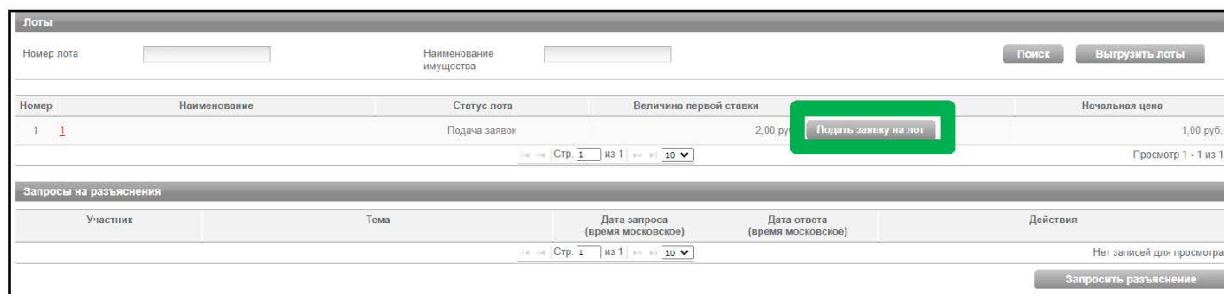 Лоты
Номер лота Наименование имущества Поиск Выгрузить лоты
Номер Наименование Статус лота Величина первой ставки Начальная цена
1 1 Подача заявок 2,00 руб Подать заявку на лот 1,00 руб.
Стр. 1 из 1 10 Просмотр 1 - 1 из 1
Запросы на разъяснения
Участник Тема Дата запроса (время московское) Дата ответа (время московское) Действия
Стр. 1 из 1 10 Нет записей для просмотра
Запросить разъяснение